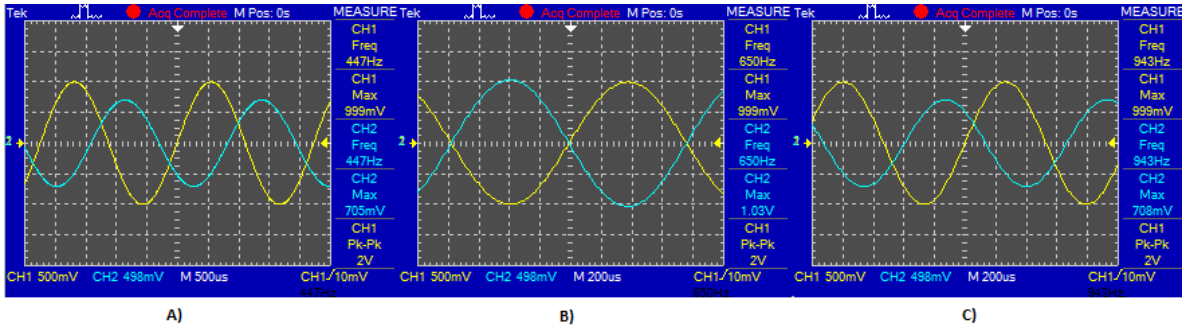 Tek Acq Complete M Pos: 0s MEASURE
CH1
Freq
447Hz
CH1
Max
999mV
CH2
Freq
447Hz
CH2
Max
705mV
CH1
Pk-Pk
2V
2
CH1 500mV CH2 498mV M 500us CH1/10mV
447Hz
A)
Tek Acq Complete M Pos: 0s MEASURE
CH1
Freq
650Hz
CH1
Max
999mV
CH2
Freq
650Hz
CH2
Max
1.03V
CH1
Pk-Pk
2V
2
CH1 500mV CH2 498mV M 200us CH1/10mV
650Hz
B)
Tek Acq Complete M Pos: 0s MEASURE
CH1
Freq
943Hz
CH1
Max
999mV
CH2
Freq
943Hz
CH2
Max
708mV
CH1
Pk-Pk
2V
2
CH1 500mV CH2 498mV M 200us CH1/10mV
943Hz
C)